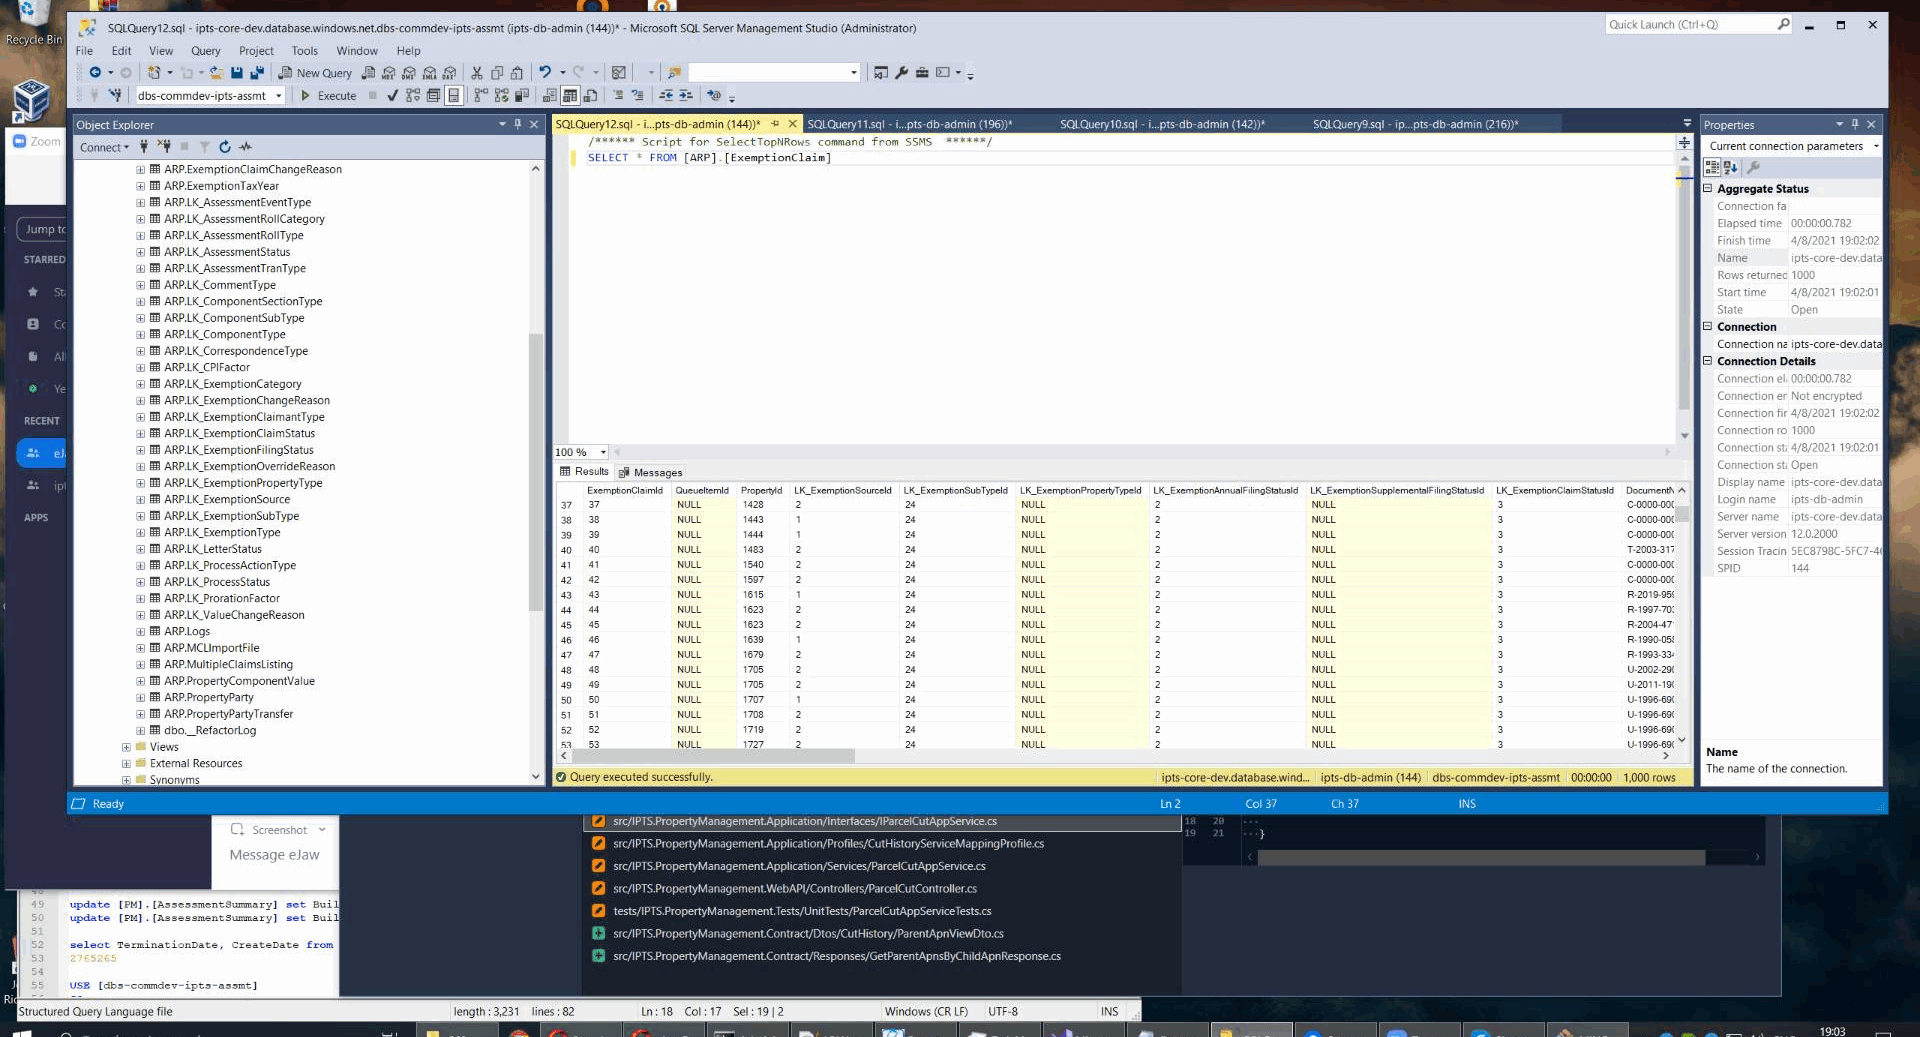 Recycle Bin
SQLQuery12.sql - ipts-core-dev.database.windows.net.dbs-commdev-ipts-assmt (ipts-db-admin (144))* - Microsoft SQL Server Management Studio (Administrator)
Quick Launch (Ctrl+Q)
File Edit View Query Project Tools Window Help
New Query
dbs-commdev-ipts-assmt Execute
Object Explorer
Connect
ARP.ExemptionClaimChangeReason
ARP.ExemptionTaxYear
ARP.LK_AssessmentEventType
ARP.LK_AssessmentRollCategory
ARP.LK_AssessmentRollType
ARP.LK_AssessmentStatus
ARP.LK_AssessmentTranType
ARP.LK_CommentType
ARP.LK_ComponentSectionType
ARP.LK_ComponentSubType
ARP.LK_ComponentType
ARP.LK_CorrespondenceType
ARP.LK_CPIFactor
ARP.LK_ExemptionCategory
ARP.LK_ExemptionChangeReason
ARP.LK_ExemptionClaimantType
ARP.LK_ExemptionClaimStatus
ARP.LK_ExemptionFilingStatus
ARP.LK_ExemptionOverrideReason
ARP.LK_ExemptionPropertyType
ARP.LK_ExemptionSource
ARP.LK_ExemptionSubType
ARP.LK_ExemptionType
ARP.LK_LetterStatus
ARP.LK_ProcessActionType
ARP.LK_ProcessStatus
ARP.LK_ProrationFactor
ARP.LK_ValueChangeReason
ARP.Logs
ARP.MCLImportFile
ARP.MultipleClaimsListing
ARP.PropertyComponentValue
ARP.PropertyParty
ARP.PropertyPartyTransfer
dbo.__RefactorLog
Views
External Resources
Synonyms
Zoom
Jump to
STARRED
RECENT
APPS
SQLQuery12.sql - i...pts-db-admin (144))* SQLQuery11.sql - i...pts-db-admin (196))* SQLQuery10.sql - i...pts-db-admin (142))* SQLQuery9.sql - ip...pts-db-admin (216))*
/****** Script for SelectTopNRows command from SSMS ******/
SELECT * FROM [ARP].[ExemptionClaim]
100 %
Results Messages
ExemptionClaimId QueueItemId PropertyId LK_ExemptionSourceId LK_ExemptionSubTypeId LK_ExemptionPropertyTypeId LK_ExemptionAnnualFilingStatusId LK_ExemptionSupplementalFilingStatusId LK_ExemptionClaimStatusId
37 37 NULL 1428 2 24 NULL 2 NULL 3 C-0000-000
38 38 NULL 1443 1 24 NULL 2 NULL 3 C-0000-000
39 39 NULL 1444 1 24 NULL 2 NULL 3 C-0000-000
40 40 NULL 1483 2 24 NULL 2 NULL 3 T-2003-317
41 41 NULL 1540 2 24 NULL 2 NULL 3 C-0000-000
42 42 NULL 1597 2 24 NULL 2 NULL 3 C-0000-000
43 43 NULL 1615 1 24 NULL 2 NULL 3 R-2019-959
44 44 NULL 1623 2 24 NULL 2 NULL 3 R-1997-70
45 45 NULL 1623 2 24 NULL 2 NULL 3 R-2004-47
46 46 NULL 1639 1 24 NULL 2 NULL 3 R-1990-058
47 47 NULL 1679 2 24 NULL 2 NULL 3 R-1993-334
48 48 NULL 1705 2 24 NULL 2 NULL 3 U-2002-290
49 49 NULL 1705 2 24 NULL 2 NULL 3 U-2011-190
50 50 NULL 1707 1 24 NULL 2 NULL 3 U-1996-690
51 51 NULL 1708 2 24 NULL 2 NULL 3 U-1996-690
52 52 NULL 1719 2 24 NULL 2 NULL 3 U-1996-690
53 53 NULL 1727 2 24 NULL 2 NULL 3 U-1996-690
Query executed successfully. ipts-core-dev.database.wind... ipts-db-admin (144) dbs-commdev-ipts-assmt 00:00:00 1,000 rows
Properties
Current connection parameters
Aggregate Status
Connection fa
Elapsed time 00:00:00.782
Finish time 4/8/2021 19:02:02
Name ipts-core-dev.data
Rows returned 1000
Start time 4/8/2021 19:02:01
State Open
Connection
Connection na ipts-core-dev.data
Connection Details
Connection el 00:00:00.782
Connection en Not encrypted
Connection fin 4/8/2021 19:02:02
Connection ro 1000
Connection sta 4/8/2021 19:02:01
Connection sta Open
Display name ipts-core-dev.data
Login name ipts-db-admin
Server name ipts-core-dev.data
Server version 12.0.2000
Session Tracin 5EC8798C-5FC7-46
SPID 144
Name
The name of the connection.
Ready Ln 2 Col 37 Ch 37 INS
Screenshot
Message eJaw
src/IPTS.PropertyManagement.Application/Interfaces/IParcelCutAppService.cs
src/IPTS.PropertyManagement.Application/Profiles/CutHistoryServiceMappingProfile.cs
src/IPTS.PropertyManagement.Application/Services/ParcelCutAppService.cs
src/IPTS.PropertyManagement.WebAPI/Controllers/ParcelCutController.cs
tests/IPTS.PropertyManagement.Tests/UnitTests/ParcelCutAppServiceTests.cs
src/IPTS.PropertyManagement.Contract/Dtos/CutHistory/ParentApnViewDto.cs
src/IPTS.PropertyManagement.Contract/Responses/GetParentApnsByChildApnResponse.cs
18 20 ...
19 21 ...}
49 update [PM].[AssessmentSummary] set Buil
50 update [PM].[AssessmentSummary] set Buil
51
52 select TerminationDate, CreateDate from
53 2765265
54
55 USE [dbs-commdev-ipts-assmt]
Structured Query Language file length : 3,231 lines : 82 Ln : 18 Col : 17 Sel : 19 | 2 Windows (CR LF) UTF-8 INS
19:03